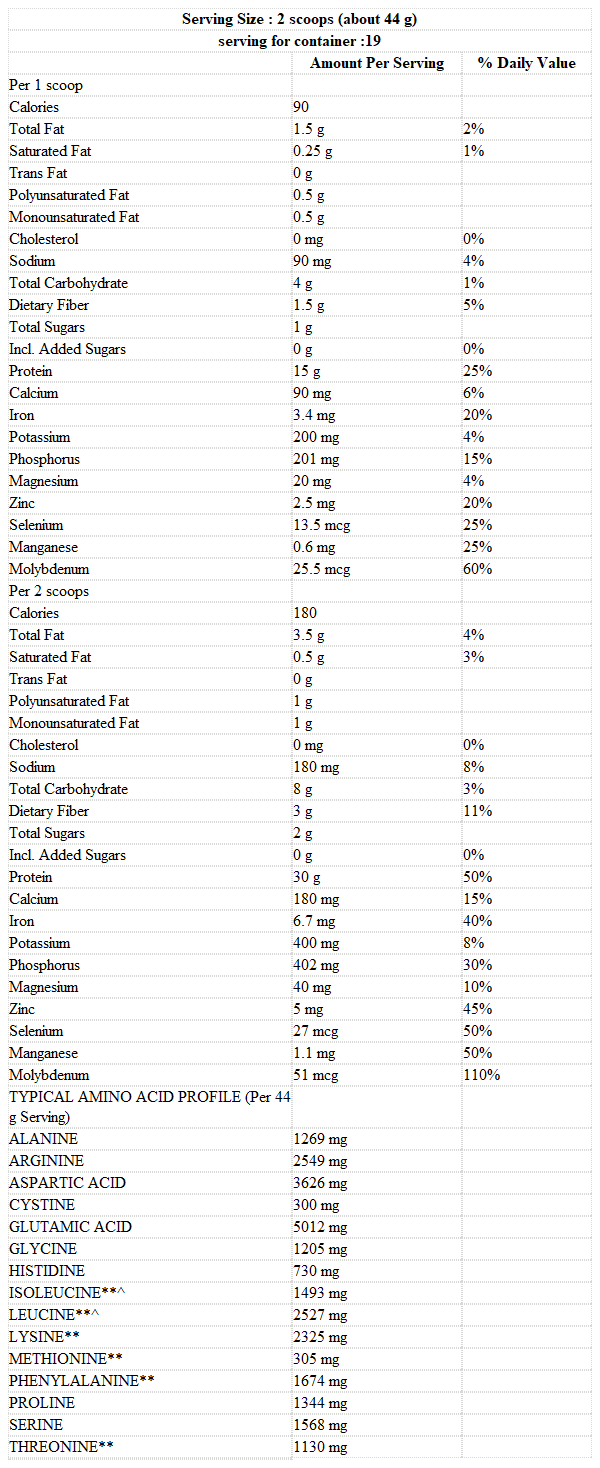 Serving Size : 2 scoops (about 44 g)
serving for container :19
Amount Per Serving % Daily Value
Per 1 scoop
Calories 90
Total Fat 1.5 g 2%
Saturated Fat 0.25 g 1%
Trans Fat 0 g
Polyunsaturated Fat 0.5 g
Monounsaturated Fat 0.5 g
Cholesterol 0 mg 0%
Sodium 90 mg 4%
Total Carbohydrate 4 g 1%
Dietary Fiber 1.5 g 5%
Total Sugars 1 g
Incl. Added Sugars 0 g 0%
Protein 15 g 25%
Calcium 90 mg 6%
Iron 3.4 mg 20%
Potassium 200 mg 4%
Phosphorus 201 mg 15%
Magnesium 20 mg 4%
Zinc 2.5 mg 20%
Selenium 13.5 mcg 25%
Manganese 0.6 mg 25%
Molybdenum 25.5 mcg 60%
Per 2 scoops
Calories 180
Total Fat 3.5 g 4%
Saturated Fat 0.5 g 3%
Trans Fat 0 g
Polyunsaturated Fat 1 g
Monounsaturated Fat 1 g
Cholesterol 0 mg 0%
Sodium 180 mg 8%
Total Carbohydrate 8 g 3%
Dietary Fiber 3 g 11%
Total Sugars 2 g
Incl. Added Sugars 0 g 0%
Protein 30 g 50%
Calcium 180 mg 15%
Iron 6.7 mg 40%
Potassium 400 mg 8%
Phosphorus 402 mg 30%
Magnesium 40 mg 10%
Zinc 5 mg 45%
Selenium 27 mcg 50%
Manganese 1.1 mg 50%
Molybdenum 51 mcg 110%
TYPICAL AMINO ACID PROFILE (Per 44
g Serving)
ALANINE 1269 mg
ARGININE 2549 mg
ASPARTIC ACID 3626 mg
CYSTINE 300 mg
GLUTAMIC ACID 5012 mg
GLYCINE 1205 mg
HISTIDINE 730 mg
ISOLEUCINE**^ 1493 mg
LEUCINE**^ 2527 mg
LYSINE** 2325 mg
METHIONINE** 305 mg
PHENYLALANINE** 1674 mg
PROLINE 1344 mg
SERINE 1568 mg
THREONINE** 1130 mg